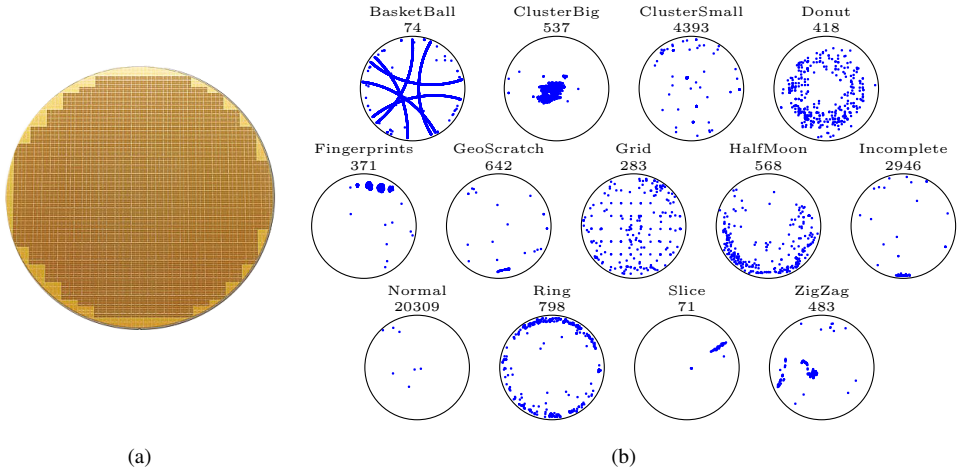 BasketBall
74
ClusterBig
537
ClusterSmall
4393
Donut
418
Fingerprints
371
GeoScratch
642
Grid
283
HalfMoon
568
Incomplete
2946
Normal
20309
Ring
798
Slice
71
ZigZag
483
(a)
(b)